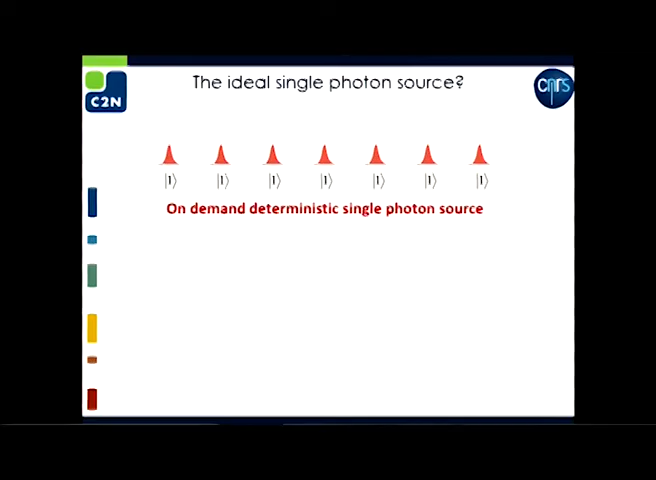 The ideal single photon source?
C2N
cnrs
|1⟩ |1⟩ |1⟩ |1⟩ |1⟩ |1⟩ |1⟩
On demand deterministic single photon source